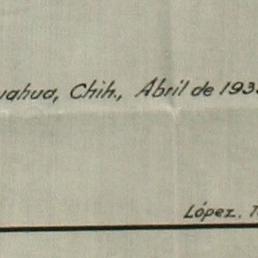 uahua, Chih., Abril de 193
López. T